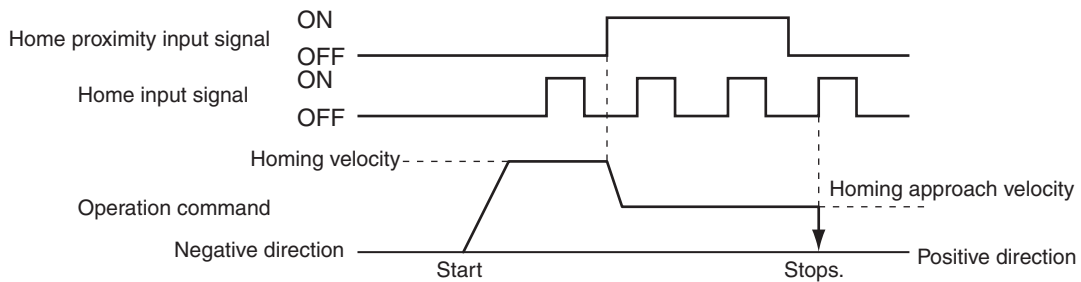 ON
Home proximity input signal
OFF
ON
Home input signal
OFF
Homing velocity
Homing approach velocity
Operation command
Negative direction
Positive direction
Start
Stops.